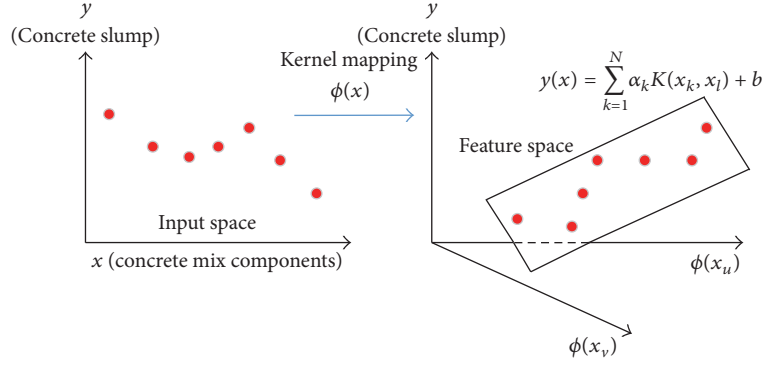 y
(Concrete slump)
Input space
x (concrete mix components)
Kernel mapping
ϕ(x)
y
(Concrete slump)
y(x) = ∑_{k=1}^{N} α_k K(x_k, x_l) + b
Feature space
ϕ(x_u)
ϕ(x_v)